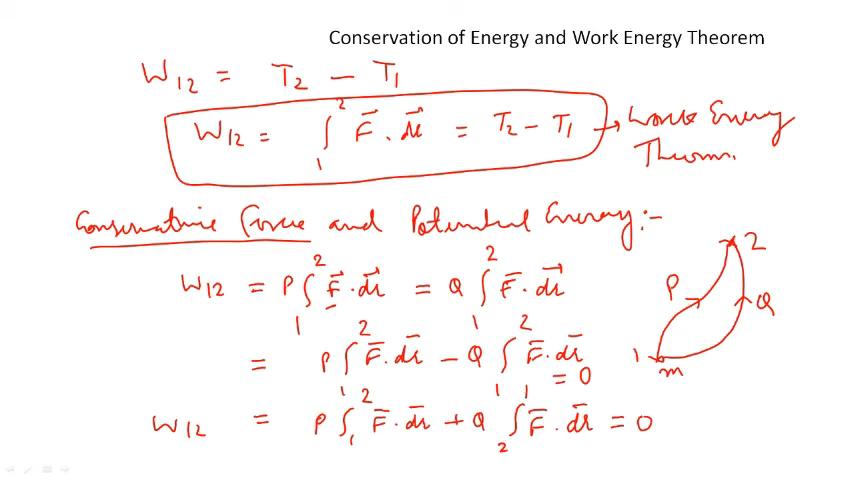 Conservation of Energy and Work Energy Theorem
W₁₂ = T₂ − T₁
W₁₂ = ∫₁² F⃗ · dr⃗ = T₂ − T₁ → Work Energy
Theorem.
Conservative Force and Potential Energy:-
W₁₂ = P ∫₁² F⃗ · dr⃗ = Q ∫₁² F̄ · dr⃗
= P ∫₁² F̄ · dr̄ − Q ∫₁² F̄ · dr̄ = 0
W₁₂ = P ∫₁² F̄ · dr̄ + Q ∫₂¹ F̄ · dr̄ = 0
2
P
Q
1
m